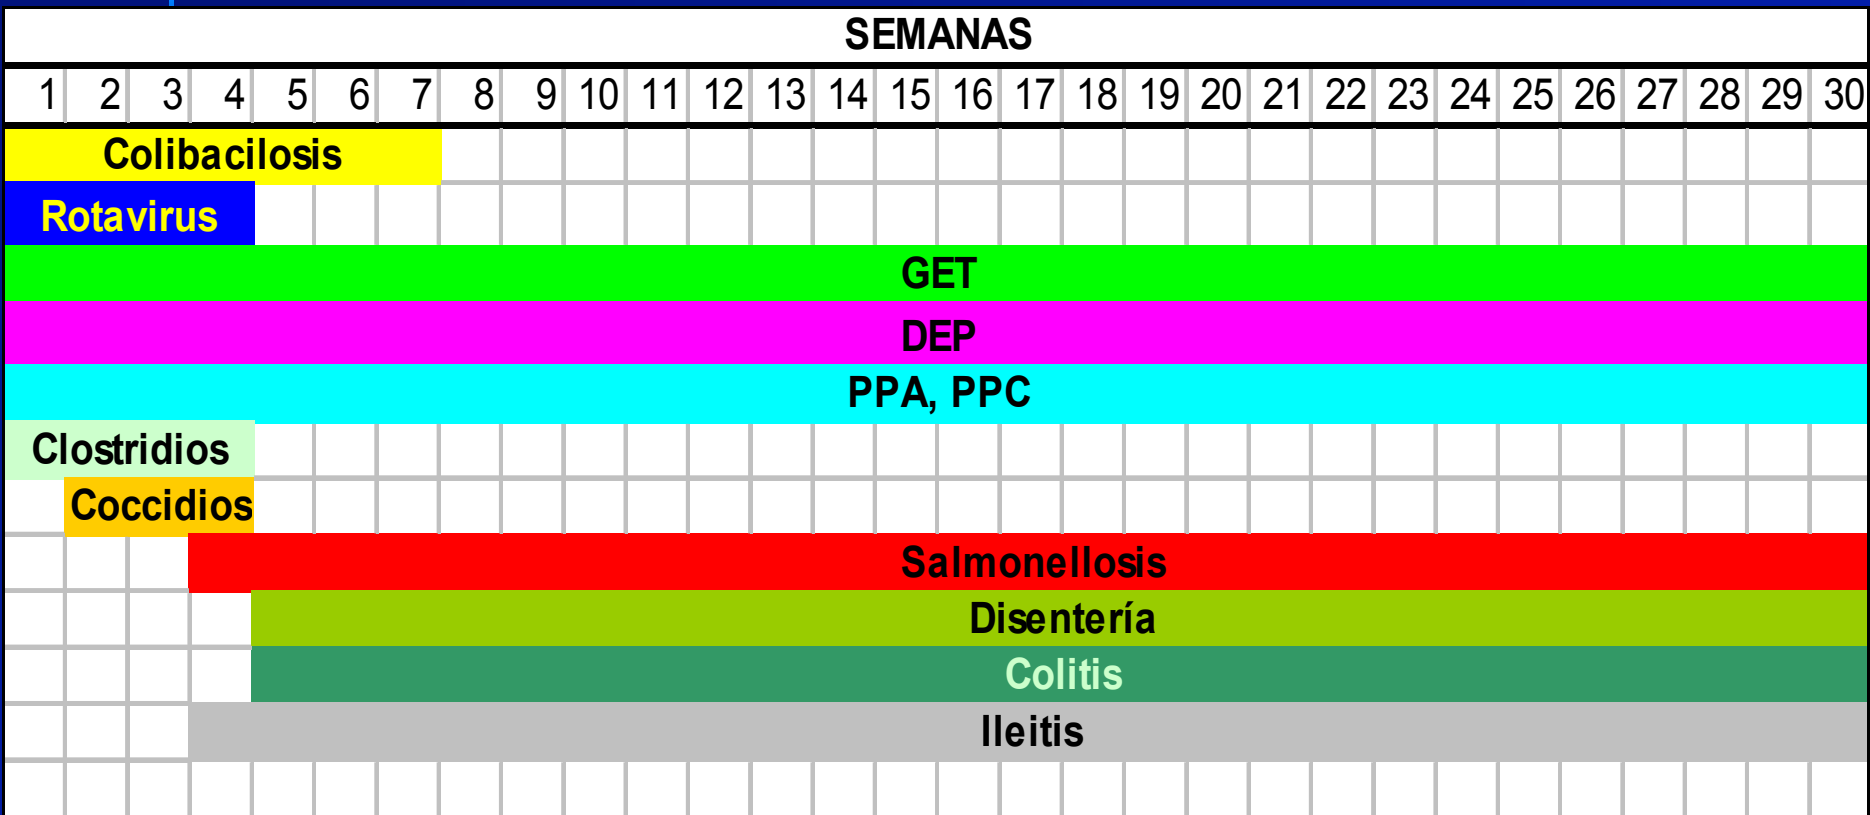 SEMANAS
1 2 3 4 5 6 7 8 9 10 11 12 13 14 15 16 17 18 19 20 21 22 23 24 25 26 27 28 29 30
Colibacilosis
Rotavirus
GET
DEP
PPA, PPC
Clostridios
Coccidios
Salmonellosis
Disentería
Colitis
Ileitis